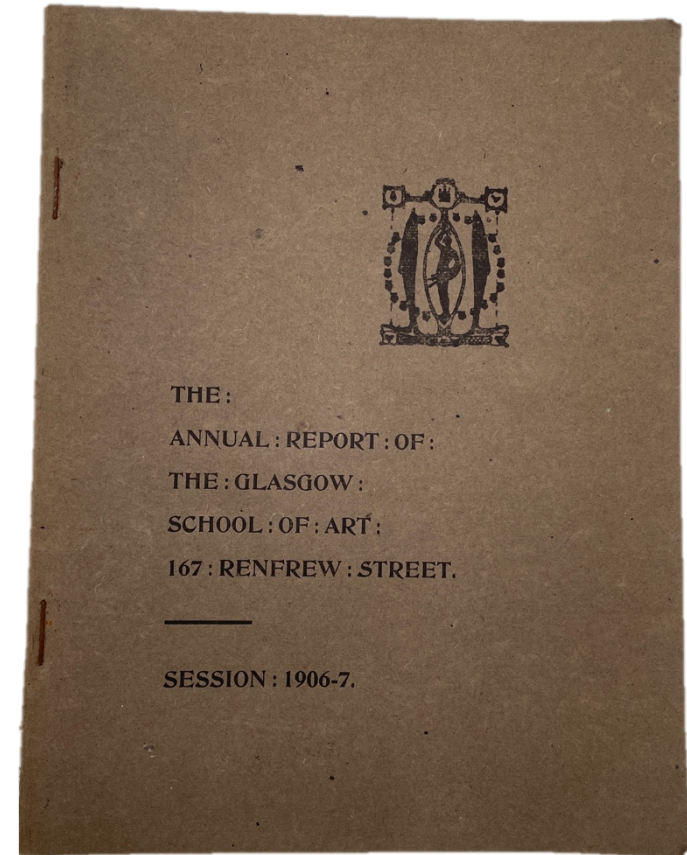 THE :
ANNUAL : REPORT : OF :
THE : GLASGOW :
SCHOOL : OF : ART :
167 : RENFREW : STREET.
SESSION : 1906-7.